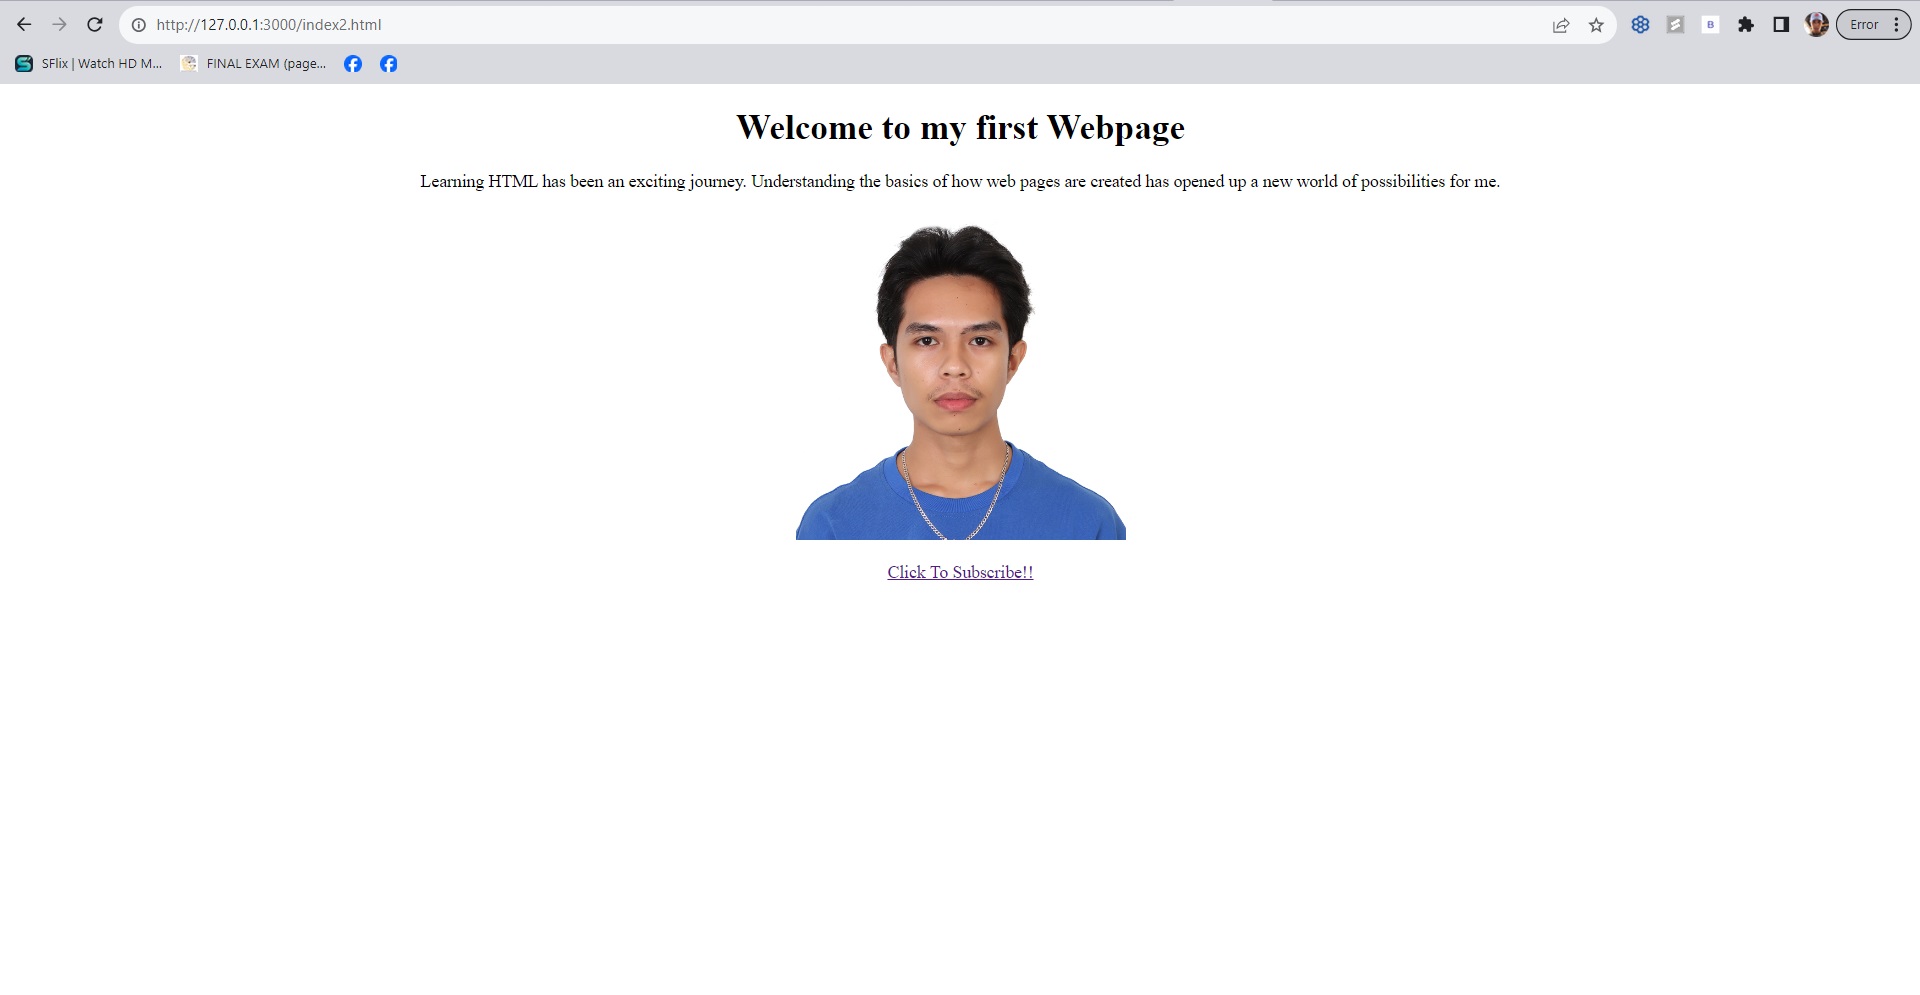 http://127.0.0.1:3000/index2.html
B
Error
SFlix | Watch HD M...
FINAL EXAM (page...
Welcome to my first Webpage
Learning HTML has been an exciting journey. Understanding the basics of how web pages are created has opened up a new world of possibilities for me.
Click To Subscribe!!